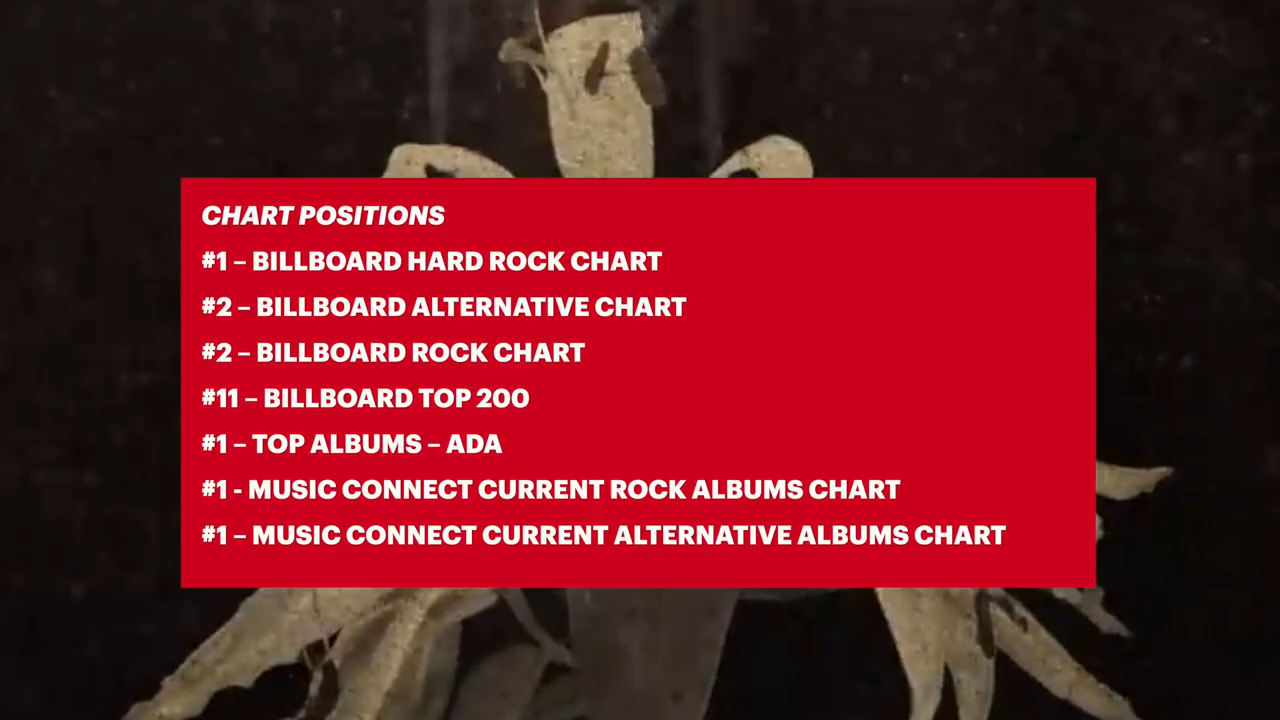 CHART POSITIONS
#1 – BILLBOARD HARD ROCK CHART
#2 – BILLBOARD ALTERNATIVE CHART
#2 – BILLBOARD ROCK CHART
#11 – BILLBOARD TOP 200
#1 – TOP ALBUMS – ADA
#1 - MUSIC CONNECT CURRENT ROCK ALBUMS CHART
#1 – MUSIC CONNECT CURRENT ALTERNATIVE ALBUMS CHART